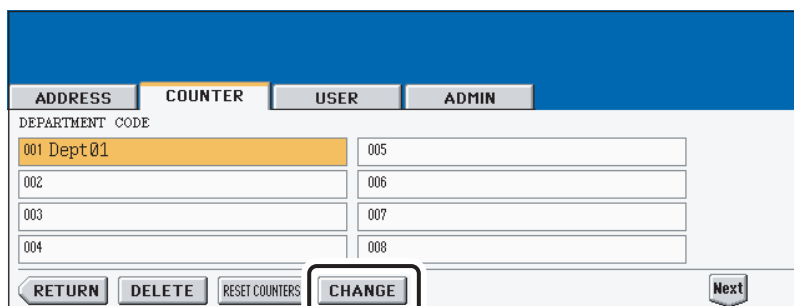 ADDRESS COUNTER USER ADMIN
DEPARTMENT CODE
001 Dept01 005
002 006
003 007
004 008
RETURN DELETE RESET COUNTERS CHANGE Next